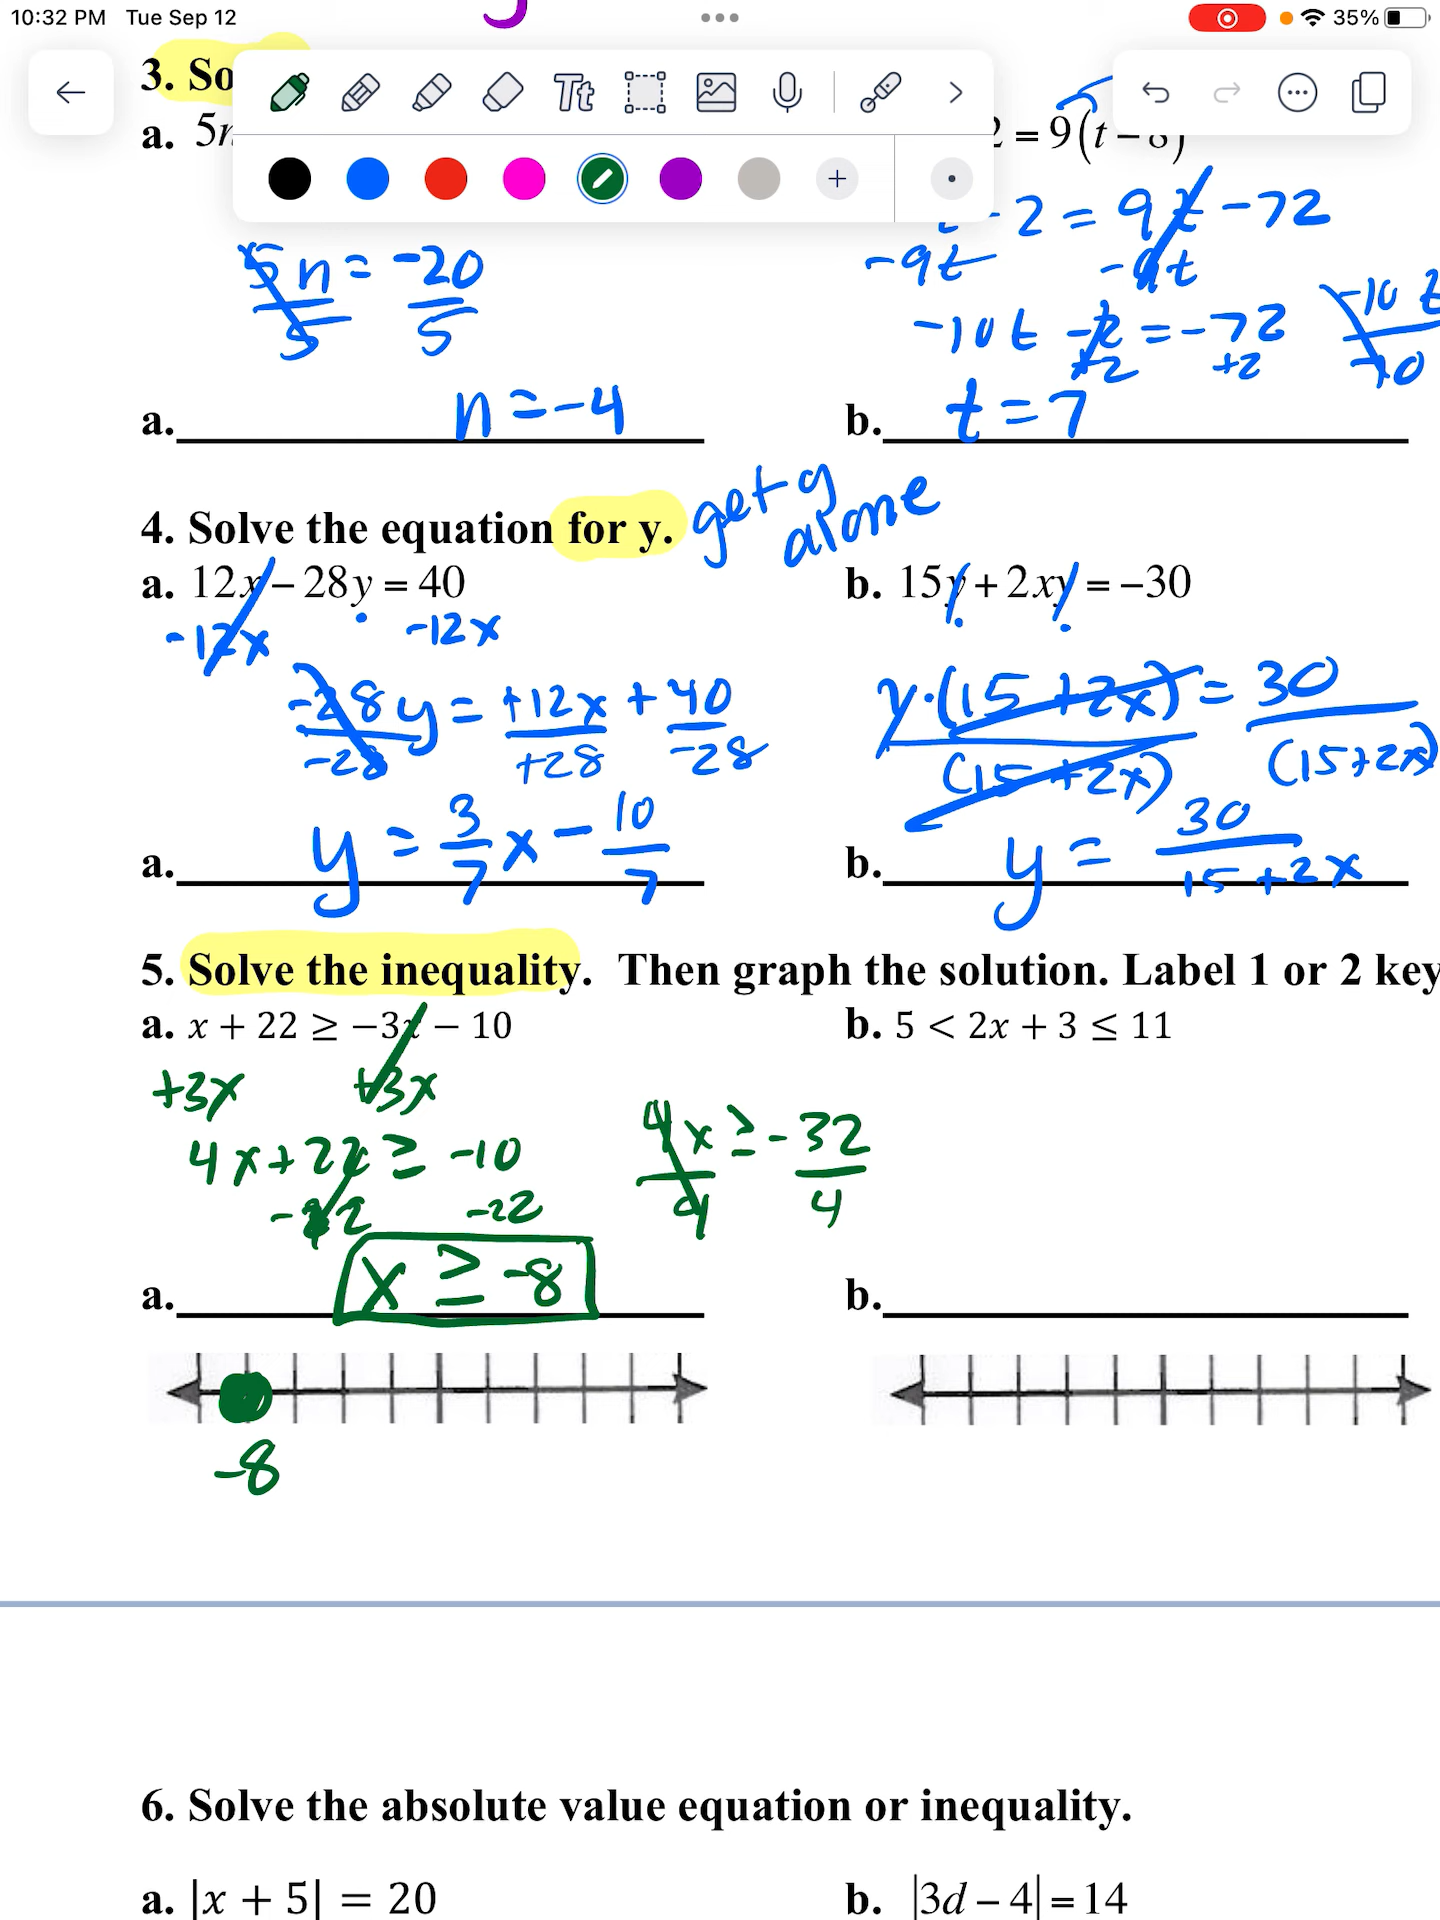 10:32 PM Tue Sep 12 35%
3. So
Tt
a. 5n
2 = 9(t – 8)
- 2 = 9t - 72
-9t -9t
5n = -20
5 5
-10t - 2 = -72 -10t
+2 +2 -10
a. n = -4
b. t = 7
4. Solve the equation for y. get y alone
a. 12x – 28y = 40
b. 15y + 2xy = –30
-12x -12x
-28y = +12x + 40
-28 +28 -28
y·(15 + 2x) = 30
(15 + 2x) (15+2x)
a. y = 3/7 x - 10/7
b. y = 30/15+2x
5. Solve the inequality. Then graph the solution. Label 1 or 2 key
a. x + 22 ≥ −3x − 10
b. 5 < 2x + 3 ≤ 11
+3x +3x
4x+22 ≥ -10
-22 -22
4x ≥ -32
4 4
a. x ≥ -8
b.
-8
6. Solve the absolute value equation or inequality.
a. |x + 5| = 20
b. |3d – 4| = 14